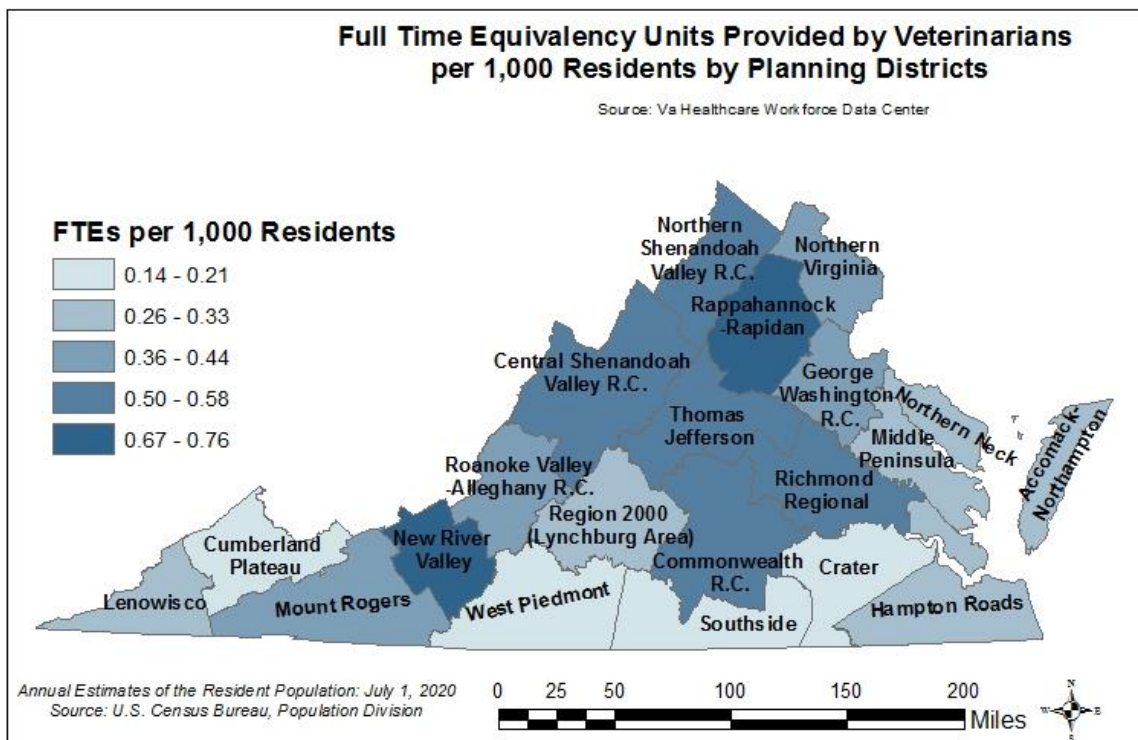 Full Time Equivalency Units Provided by Veterinarians
per 1,000 Residents by Planning Districts
Source: Va Healthcare Workforce Data Center
FTEs per 1,000 Residents
0.14 - 0.21
0.26 - 0.33
0.36 - 0.44
0.50 - 0.58
0.67 - 0.76
Northern
Shenandoah
Valley R.C.
Northern
Virginia
Rappahannock
-Rapidan
Central Shenandoah
Valley R.C.
George
Washington
R.C.
Northern Neck
Accomack-
Northampton
Thomas
Jefferson
Middle
Peninsula
Roanoke Valley
-Alleghany R.C.
Richmond
Regional
Region 2000
(Lynchburg Area)
New River
Valley
Cumberland
Plateau
Commonwealth
R.C.
Crater
Lenowisco
Mount Rogers
West Piedmont
Southside
Hampton Roads
Annual Estimates of the Resident Population: July 1, 2020
Source: U.S. Census Bureau, Population Division
0 25 50 100 150 200
Miles
N
W E
S